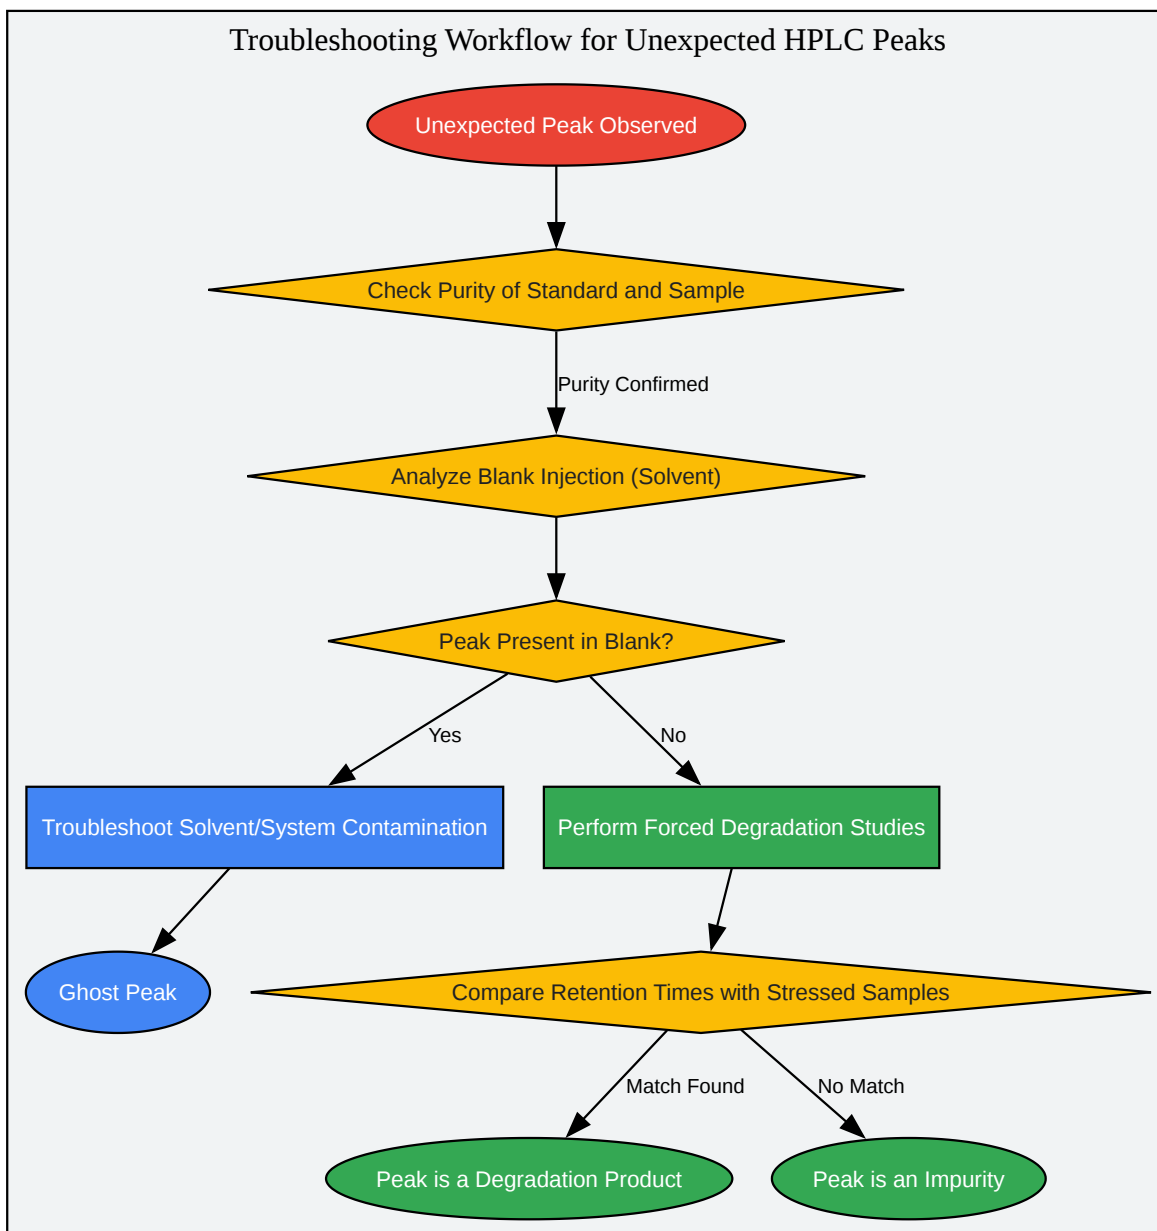 Troubleshooting Workflow for Unexpected HPLC Peaks
Unexpected Peak Observed
Check Purity of Standard and Sample
Purity Confirmed
Analyze Blank Injection (Solvent)
Peak Present in Blank?
Yes
No
Troubleshoot Solvent/System Contamination
Perform Forced Degradation Studies
Ghost Peak
Compare Retention Times with Stressed Samples
Match Found
No Match
Peak is a Degradation Product
Peak is an Impurity